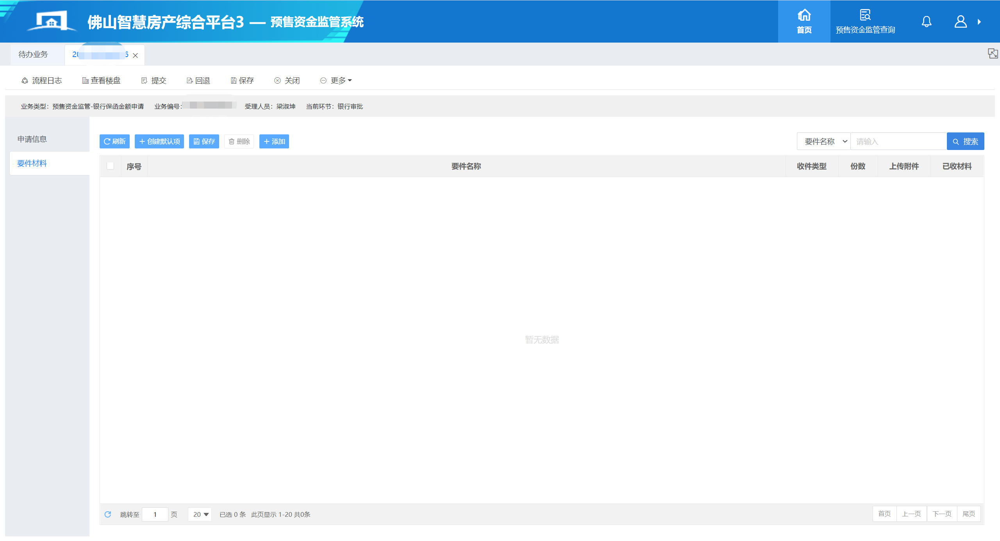 佛山智慧房产综合平台3 — 预售资金监管系统
首页
预售资金监管查询
待办业务
流程日志 查看楼盘 提交 回退 保存 关闭 更多
业务类型：预售资金监管-银行保函金额申请 业务编号： 受理人员：梁淑坤 当前环节：银行审批
申请信息
要件材料
刷新 创建默认项 保存 删除 添加
要件名称 请输入 搜索
序号 要件名称 收件类型 份数 上传附件 已收材料
暂无数据
跳转至 1 页 20 已选 0 条 此页显示 1-20 共0条
首页 上一页 下一页 尾页